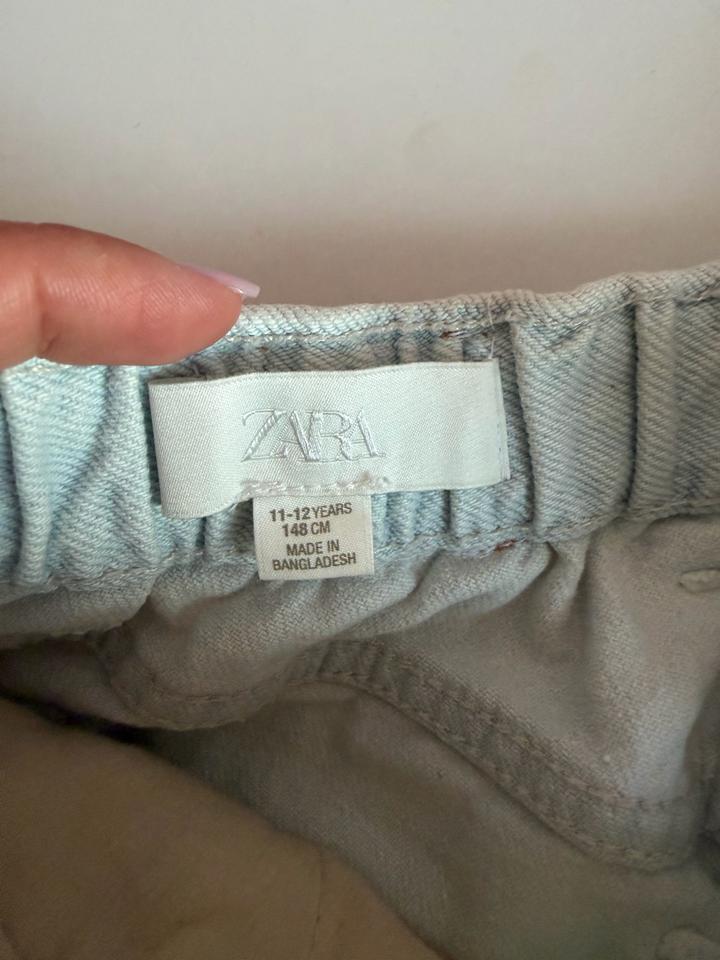 ZARA
11-12 YEARS
148 CM
MADE IN
BANGLADESH